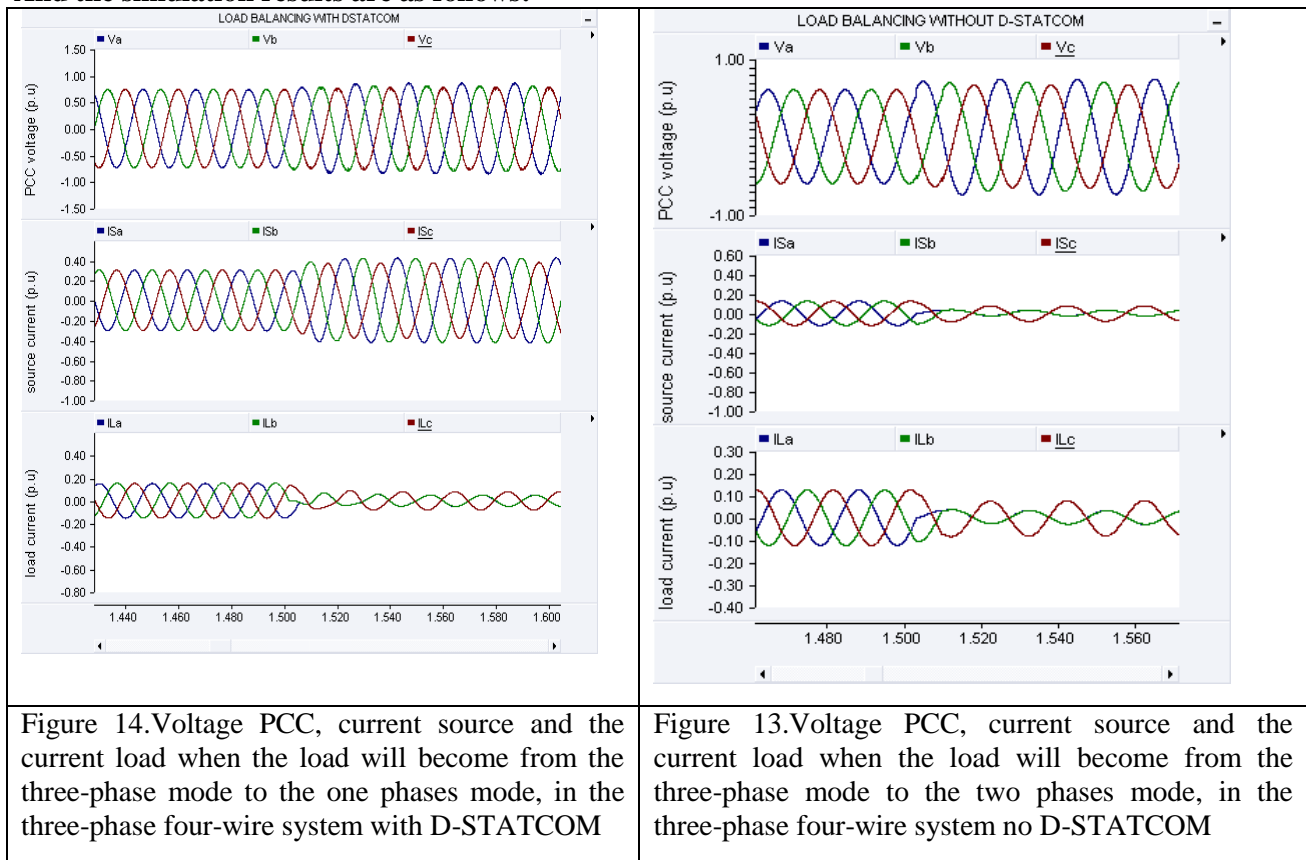 LOAD BALANCING WITH DSTATCOM
Va Vb Vc
PCC voltage (p.u)
1.50
1.00
0.50
0.00
-0.50
-1.00
-1.50
ISa ISb ISc
source current (p.u)
0.40
0.20
0.00
-0.20
-0.40
-0.60
-0.80
-1.00
ILa ILb ILc
load current (p.u)
0.40
0.20
0.00
-0.20
-0.40
-0.60
-0.80
1.440 1.460 1.480 1.500 1.520 1.540 1.560 1.580 1.600
Figure 14.Voltage PCC, current source and the
current load when the load will become from the
three-phase mode to the one phases mode, in the
three-phase four-wire system with D-STATCOM
LOAD BALANCING WITHOUT D-STATCOM
Va Vb Vc
PCC voltage (p.u)
1.00
-1.00
ISa ISb ISc
source current (p.u)
0.60
0.40
0.20
0.00
-0.20
-0.40
-0.60
-0.80
-1.00
ILa ILb ILc
load current (p.u)
0.30
0.20
0.10
0.00
-0.10
-0.20
-0.30
-0.40
1.480 1.500 1.520 1.540 1.560
Figure 13.Voltage PCC, current source and the
current load when the load will become from the
three-phase mode to the two phases mode, in the
three-phase four-wire system no D-STATCOM